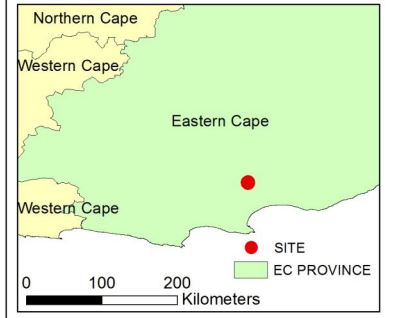 Northern Cape
Western Cape
Eastern Cape
Western Cape
SITE
EC PROVINCE
0 100 200
Kilometers